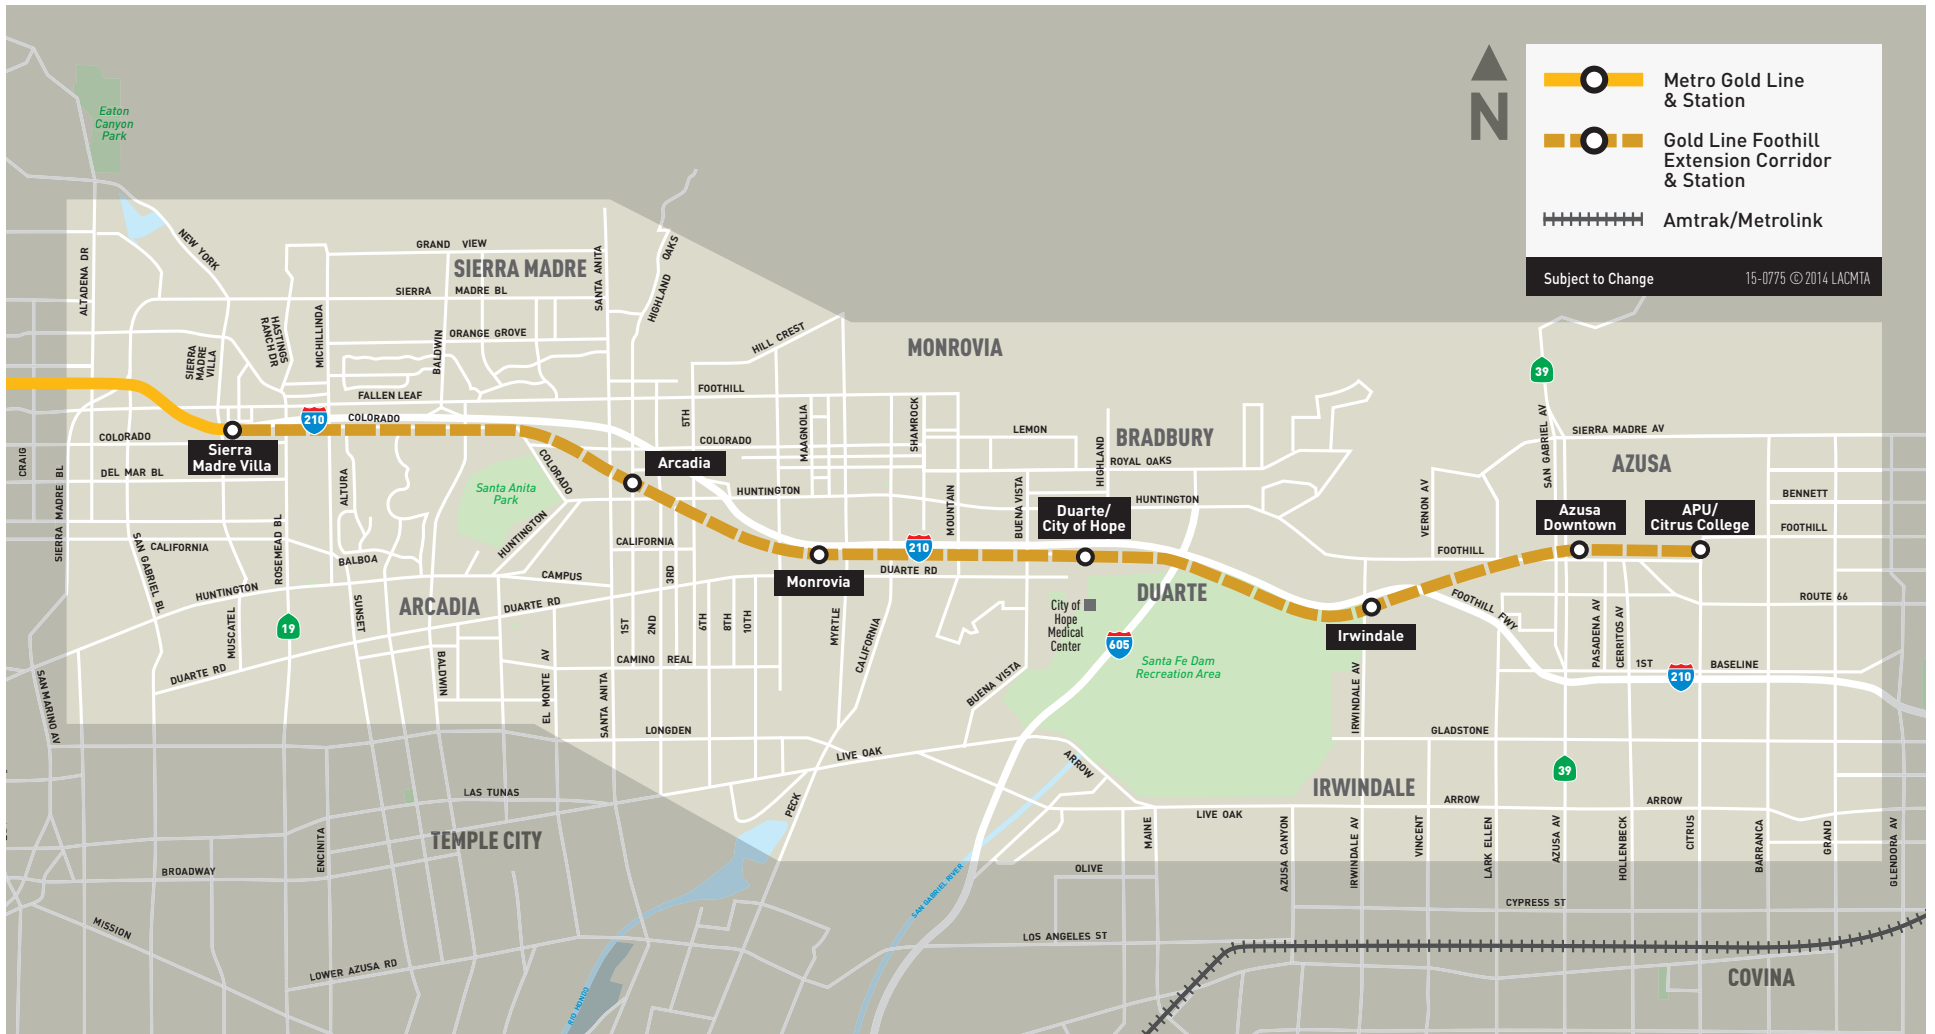 Metro Gold Line
& Station
Gold Line Foothill
Extension Corridor
& Station
Amtrak/Metrolink
Subject to Change
15-0775 © 2014 LACMTA
N
Eaton
Canyon
Park
NEW YORK
GRAND VIEW
SIERRA MADRE
SANTA ANITA
HIGHLAND OAKS
ALTADENA DR
SIERRA MADRE BL
HASTINGS
RANCH DR
MICHILLINDA
SIERRA
MADRE
VILLA
BALDWIN
ORANGE GROVE
HILL CREST
MONROVIA
39
FALLEN LEAF
FOOTHILL
210
COLORADO
5TH
MAAGNOLIA
SHAMROCK
LEMON
BRADBURY
SAN GABRIEL AV
SIERRA MADRE AV
CRAIG
COLORADO
Sierra
Madre Villa
COLORADO
COLORADO
HIGHLAND
ROYAL OAKS
AZUSA
DEL MAR BL
SIERRA MADRE BL
ALTURA
Arcadia
Santa Anita
Park
HUNTINGTON
MOUNTAIN
BUENA VISTA
HUNTINGTON
VERNON AV
BENNETT
Duarte/
City of Hope
Azusa
Downtown
APU/
Citrus College
FOOTHILL
SAN GABRIEL BL
CALIFORNIA
ROSEMEAD BL
HUNTINGTON
CALIFORNIA
210
FOOTHILL
BALBOA
CAMPUS
3RD
Monrovia
DUARTE RD
HUNTINGTON
ARCADIA
DUARTE RD
DUARTE
City of
Hope
Medical
Center
FOOTHILL FWY
ROUTE 66
MUSCATEL
19
SUNSET
1ST
2ND
6TH
8TH
10TH
MYRTLE
CALIFORNIA
605
Irwindale
PASADENA AV
CERRITOS AV
SAN MARINO AV
DUARTE RD
BALDWIN
EL MONTE AV
CAMINO REAL
SANTA ANITA
BUENA VISTA
Santa Fe Dam
Recreation Area
IRWINDALE AV
1ST
210
BASELINE
LONGDEN
LIVE OAK
ARROW
GLADSTONE
39
LAS TUNAS
PECK
IRWINDALE
ARROW
ARROW
LIVE OAK
TEMPLE CITY
ENCINITA
MAINE
AZUSA CANYON
IRWINDALE AV
VINCENT
LARK ELLEN
AZUSA AV
HOLLENBECK
CITRUS
BARRANCA
GRAND
GLENDORA AV
BROADWAY
OLIVE
SAN GABRIEL RIVER
CYPRESS ST
MISSION
LOS ANGELES ST
LOWER AZUSA RD
RIO HONDO
COVINA